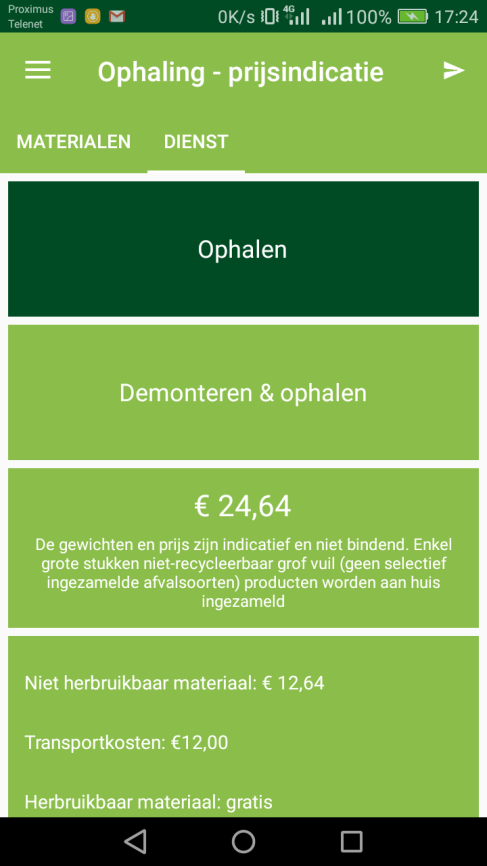 Proximus
Telenet
0K/s 4G 100% 17:24
Ophaling - prijsindicatie
MATERIALEN DIENST
Ophalen
Demonteren & ophalen
€ 24,64
De gewichten en prijs zijn indicatief en niet bindend. Enkel
grote stukken niet-recycleerbaar grof vuil (geen selectief
ingezamelde afvalsoorten) producten worden aan huis
ingezameld
Niet herbruikbaar materiaal: € 12,64
Transportkosten: €12,00
Herbruikbaar materiaal: gratis